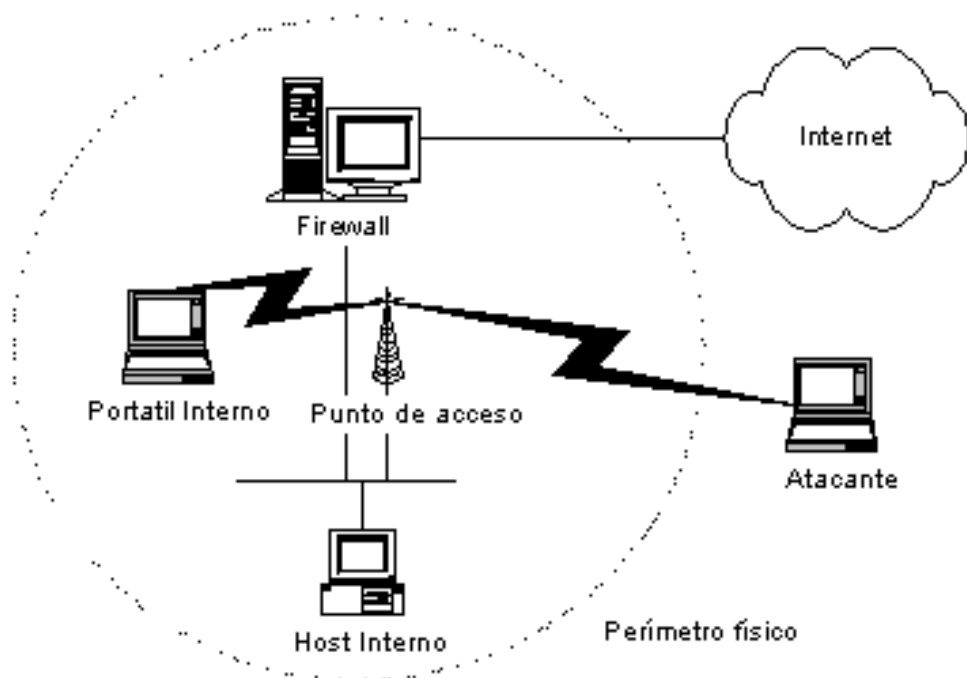 Internet
Firewall
Portatil Interno
Punto de acceso
Atacante
Host Interno
Perímetro físico